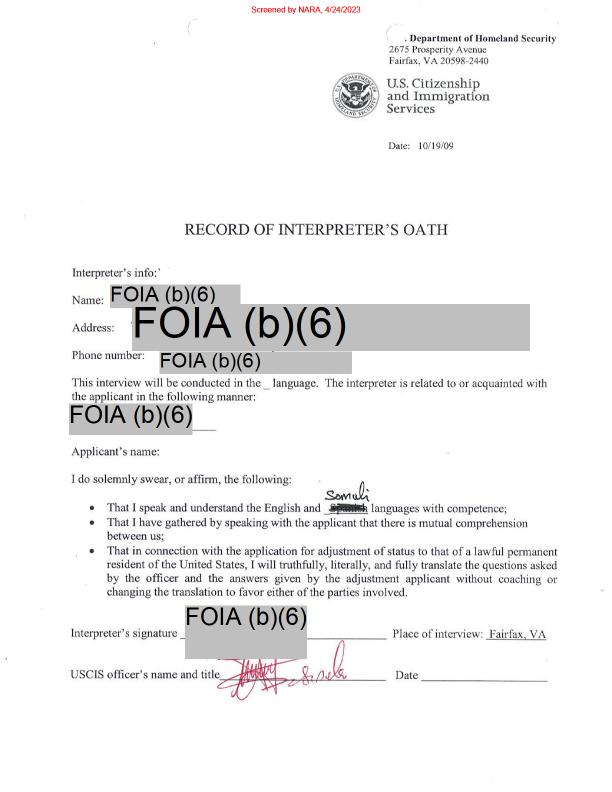 Screened by NARA, 4/24/2023
. Department of Homeland Security
2675 Prosperity Avenue
Fairfax, VA 20598-2440
U.S. Citizenship
and Immigration
Services
Date: 10/19/09
RECORD OF INTERPRETER'S OATH
Interpreter's info:
Name: FOIA (b)(6)
Address: FOIA (b)(6)
Phone number: FOIA (b)(6)
This interview will be conducted in the _ language. The interpreter is related to or acquainted with
the applicant in the following manner:
FOIA (b)(6)
Applicant's name:
I do solemnly swear, or affirm, the following:
Somali
• That I speak and understand the English and Spanish languages with competence;
• That I have gathered by speaking with the applicant that there is mutual comprehension
between us;
• That in connection with the application for adjustment of status to that of a lawful permanent
resident of the United States, I will truthfully, literally, and fully translate the questions asked
by the officer and the answers given by the adjustment applicant without coaching or
changing the translation to favor either of the parties involved.
FOIA (b)(6)
Interpreter's signature Place of interview: Fairfax, VA
USCIS officer's name and title Date